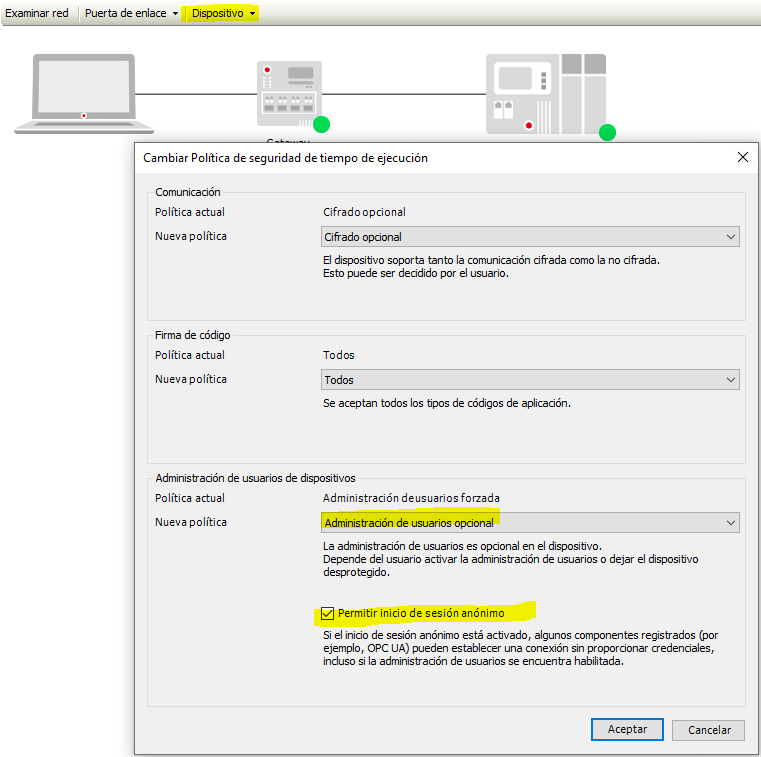 Examinar red
Puerta de enlace
Dispositivo
Gateway
Cambiar Política de seguridad de tiempo de ejecución
Comunicación
Política actual
Cifrado opcional
Nueva política
Cifrado opcional
El dispositivo soporta tanto la comunicación cifrada como la no cifrada.
Esto puede ser decidido por el usuario.
Firma de código
Política actual
Todos
Nueva política
Todos
Se aceptan todos los tipos de códigos de aplicación.
Administración de usuarios de dispositivos
Política actual
Administración de usuarios forzada
Nueva política
Administración de usuarios opcional
La administración de usuarios es opcional en el dispositivo.
Depende del usuario activar la administración de usuarios o dejar el dispositivo
desprotegido.
Permitir inicio de sesión anónimo
Si el inicio de sesión anónimo está activado, algunos componentes registrados (por
ejemplo, OPC UA) pueden establecer una conexión sin proporcionar credenciales,
incluso si la administración de usuarios se encuentra habilitada.
Aceptar
Cancelar